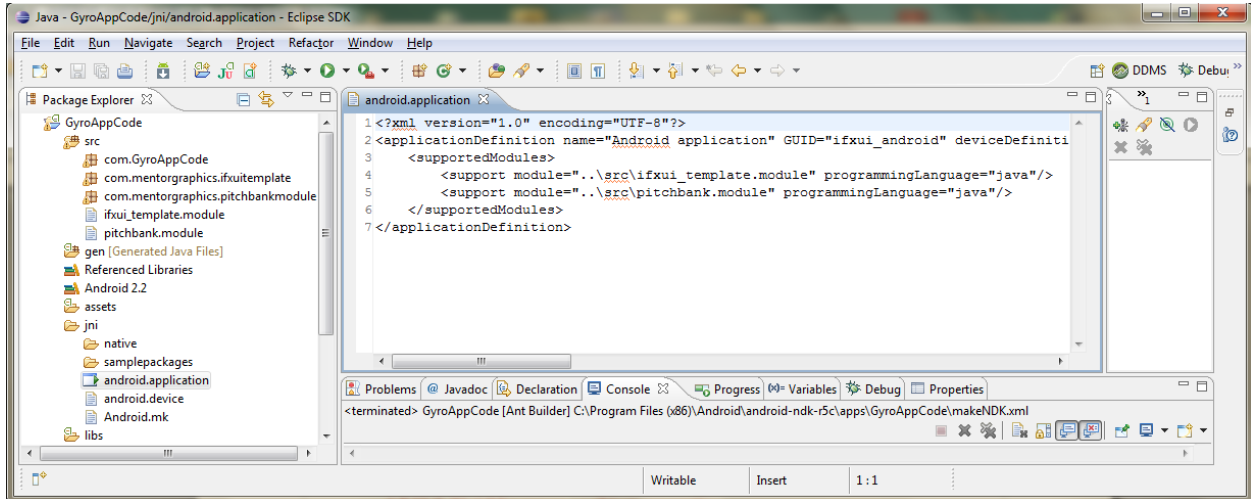 Java - GyroAppCode/jni/android.application - Eclipse SDK
File Edit Run Navigate Search Project Refactor Window Help
DDMS Debu
Package Explorer
GyroAppCode
src
com.GyroAppCode
com.mentorgraphics.ifxuitemplate
com.mentorgraphics.pitchbankmodule
ifxui_template.module
pitchbank.module
gen [Generated Java Files]
Referenced Libraries
Android 2.2
assets
jni
native
samplepackages
android.application
android.device
Android.mk
libs
android.application
1 <?xml version="1.0" encoding="UTF-8"?>
2 <applicationDefinition name="Android application" GUID="ifxui_android" deviceDefiniti
3 <supportedModules>
4 <support module="..\src\ifxui_template.module" programmingLanguage="java"/>
5 <support module="..\src\pitchbank.module" programmingLanguage="java"/>
6 </supportedModules>
7 </applicationDefinition>
»1
Problems @ Javadoc Declaration Console Progress (x)= Variables Debug Properties
<terminated> GyroAppCode [Ant Builder] C:\Program Files (x86)\Android\android-ndk-r5c\apps\GyroAppCode\makeNDK.xml
Writable Insert 1 : 1